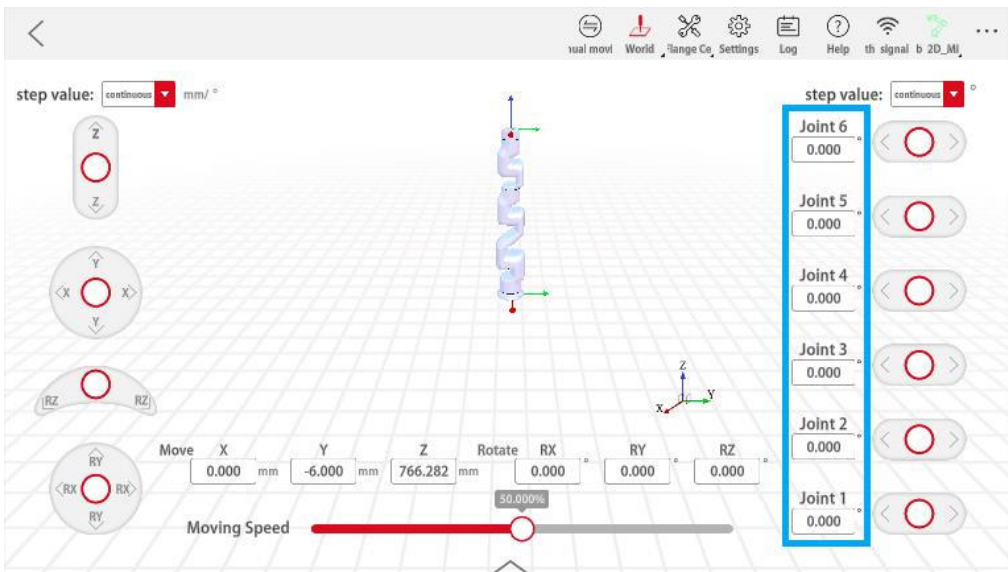 ual movi World Flange Ce Settings Log Help th signal b 2D_MI
step value: continuous mm/ °
step value: continuous °
Z
Z
Y
X X
Y
RZ RZ
RY
RX RX
RY
Joint 6
0.000 °
Joint 5
0.000 °
Joint 4
0.000 °
Joint 3
0.000 °
Joint 2
0.000 °
Joint 1
0.000 °
Z
X Y
Move X Y Z Rotate RX RY RZ
0.000 mm -6.000 mm 766.282 mm 0.000 ° 0.000 ° 0.000 °
50.000%
Moving Speed